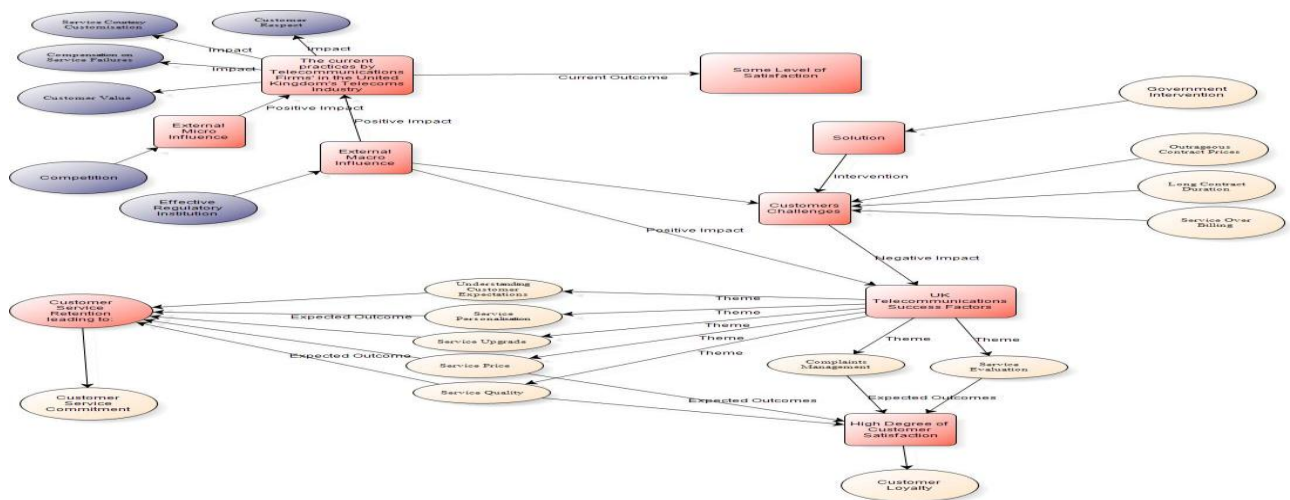 Service Courtesy
Customisation
Customer
Respect
Impact
Impact
Compensation on
Service Failures
Impact
The current
practices by
Telecommunications
Firms' in the United
Kingdom's Telecoms
Industry
Current Outcome
Some Level of
Satisfaction
Customer Value
Positive Impact
External
Micro
Influence
Positive Impact
Government
Intervention
Solution
External
Macro
Influence
Competition
Outrageous
Contract Prices
Intervention
Long Contract
Duration
Effective
Regulatory
Institution
Customers
Challenges
Service Over
Billing
Positive Impact
Negative Impact
Understanding
Customer
Expectations
Theme
UK
Telecommunications
Success Factors
Customer
Service
Retention
leading to:
Expected Outcome
Service
Personalisation
Theme
Theme
Service Upgrade
Theme
Theme
Theme
Theme
Expected Outcome
Service Price
Complaints
Management
Service
Evaluation
Service Quality
Customer
Service
Commitment
Expected Outcomes
Expected Outcomes
High Degree of
Customer
Satisfaction
Customer
Loyalty